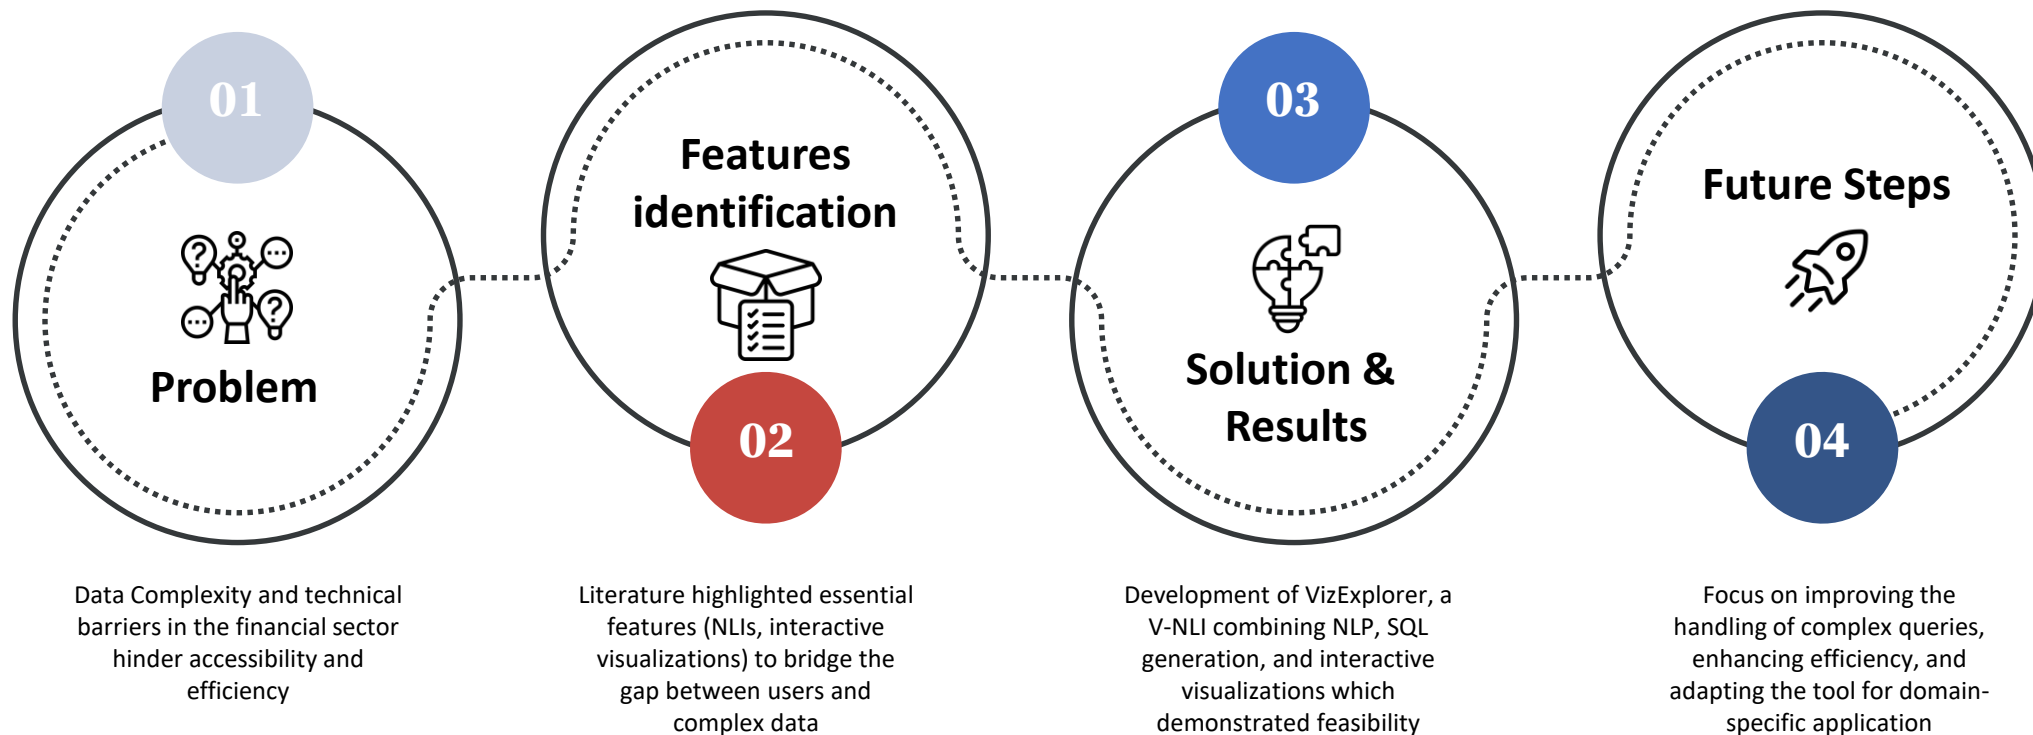 01
Problem
Data Complexity and technical
barriers in the financial sector
hinder accessibility and
efficiency
Features
identification
02
Literature highlighted essential
features (NLIs, interactive
visualizations) to bridge the
gap between users and
complex data
03
Solution &
Results
Development of VizExplorer, a
V-NLI combining NLP, SQL
generation, and interactive
visualizations which
demonstrated feasibility
Future Steps
04
Focus on improving the
handling of complex queries,
enhancing efficiency, and
adapting the tool for domain-
specific application